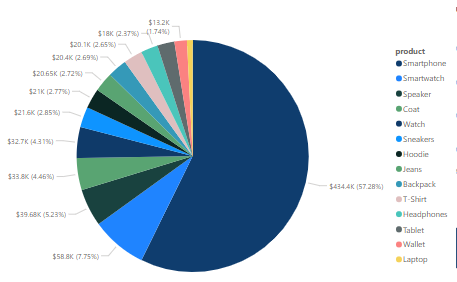 $13.2K
(1.74%)
$18K (2.37%)
$20.1K (2.65%)
$20.4K (2.69%)
$20.65K (2.72%)
$21K (2.77%)
$21.6K (2.85%)
$32.7K (4.31%)
$33.8K (4.46%)
$39.68K (5.23%)
$58.8K (7.75%)
$434.4K (57.28%)
product
Smartphone
Smartwatch
Speaker
Coat
Watch
Sneakers
Hoodie
Jeans
Backpack
T-Shirt
Headphones
Tablet
Wallet
Laptop